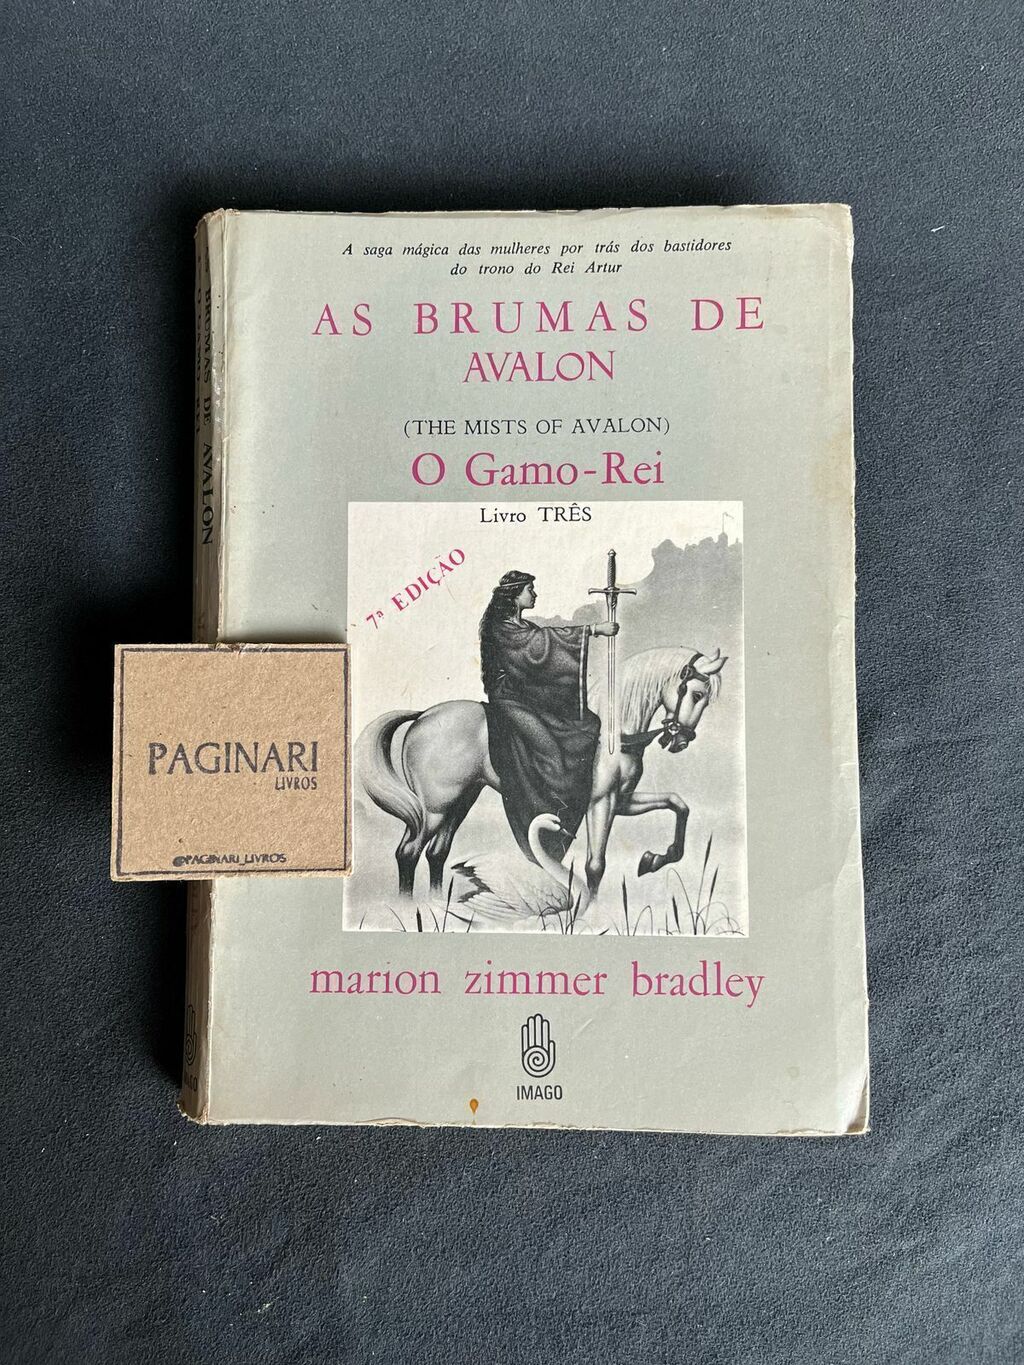 A saga mágica das mulheres por trás dos bastidores
do trono do Rei Artur
AS BRUMAS DE
AVALON
(THE MISTS OF AVALON)
O Gamo-Rei
Livro TRÊS
7ª EDIÇÃO
marion zimmer bradley
IMAGO
BRUMAS DE AVALON
PAGINARI
LIVROS
@PAGINARI_LIVROS